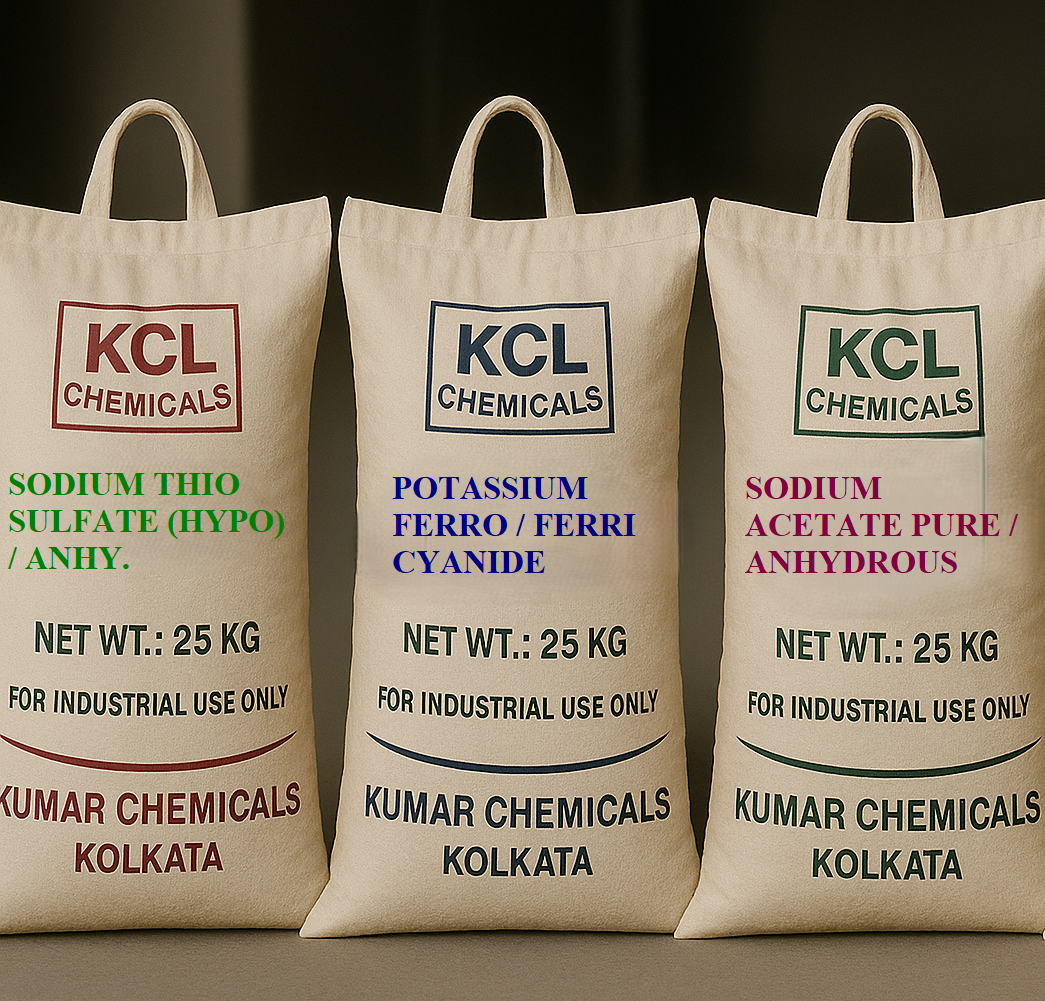 KCL
CHEMICALS
SODIUM THIO
SULFATE (HYPO)
/ ANHY.
NET WT.: 25 KG
FOR INDUSTRIAL USE ONLY
KUMAR CHEMICALS
KOLKATA
KCL
CHEMICALS
POTASSIUM
FERRO / FERRI
CYANIDE
NET WT.: 25 KG
FOR INDUSTRIAL USE ONLY
KUMAR CHEMICALS
KOLKATA
KCL
CHEMICALS
SODIUM
ACETATE PURE /
ANHYDROUS
NET WT.: 25 KG
FOR INDUSTRIAL USE ONLY
KUMAR CHEMICALS
KOLKATA